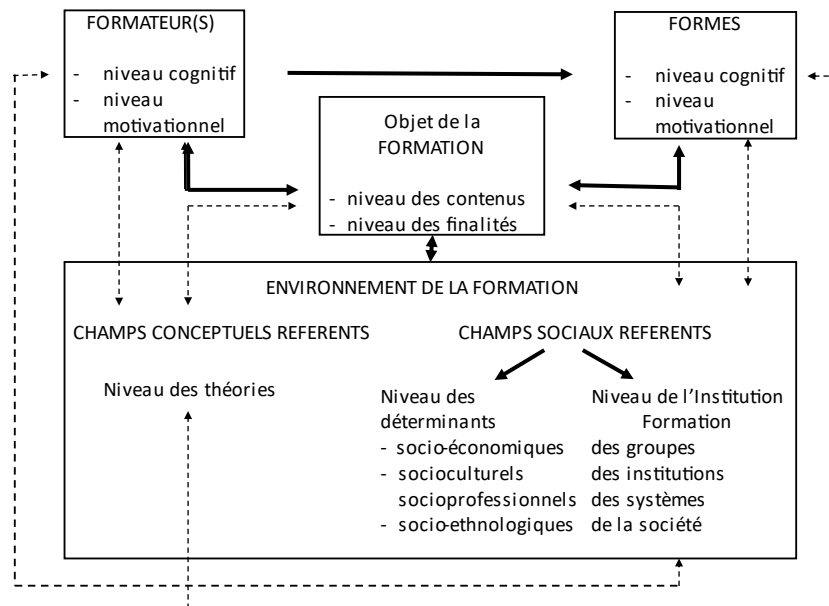 FORMATEUR(S)
- niveau cognitif
- niveau
motivationnel
FORMES
- niveau cognitif
- niveau
motivationnel
Objet de la
FORMATION
- niveau des contenus
- niveau des finalités
ENVIRONNEMENT DE LA FORMATION
CHAMPS CONCEPTUELS REFERENTS
Niveau des théories
CHAMPS SOCIAUX REFERENTS
Niveau des
déterminants
- socio-économiques
- socioculturels
socioprofessionnels
- socio-ethnologiques
Niveau de l'Institution
Formation
des groupes
des institutions
des systèmes
de la société